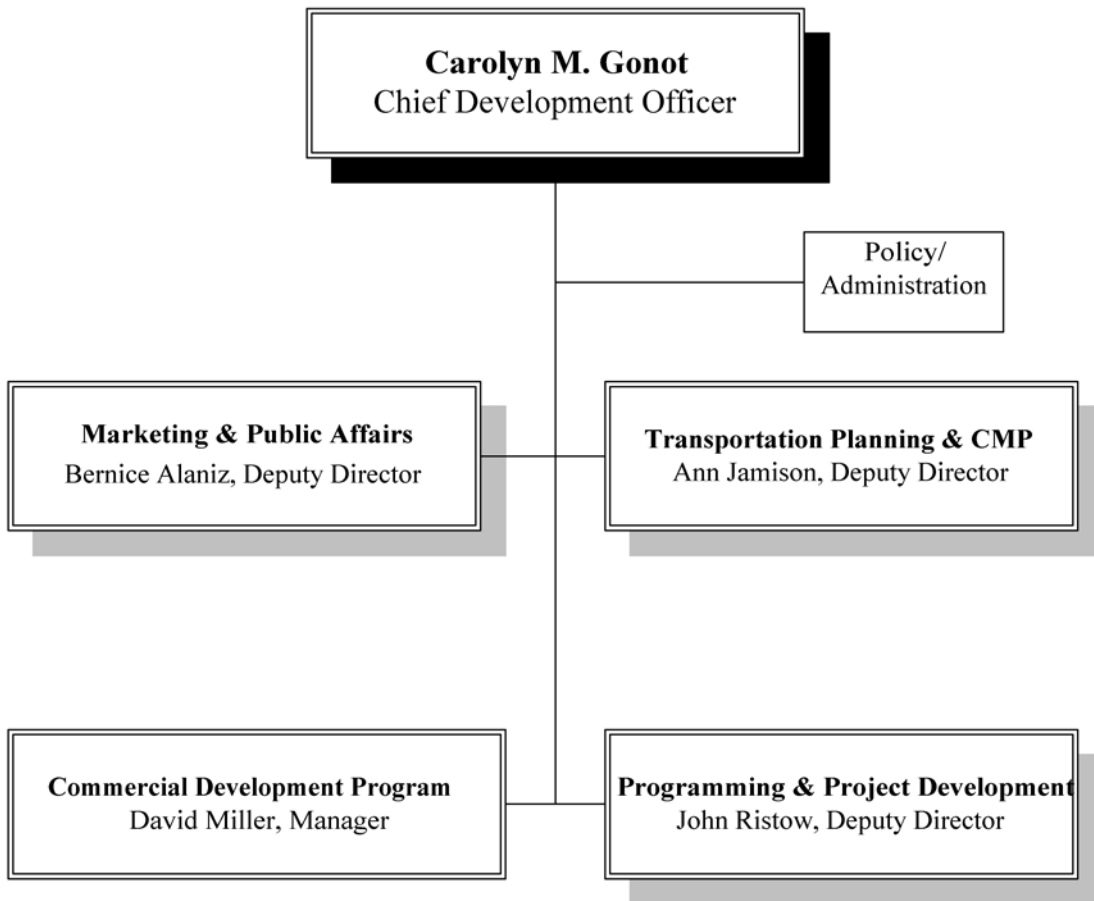 Carolyn M. Gonot
Chief Development Officer
Policy/
Administration
Marketing & Public Affairs
Bernice Alaniz, Deputy Director
Transportation Planning & CMP
Ann Jamison, Deputy Director
Commercial Development Program
David Miller, Manager
Programming & Project Development
John Ristow, Deputy Director